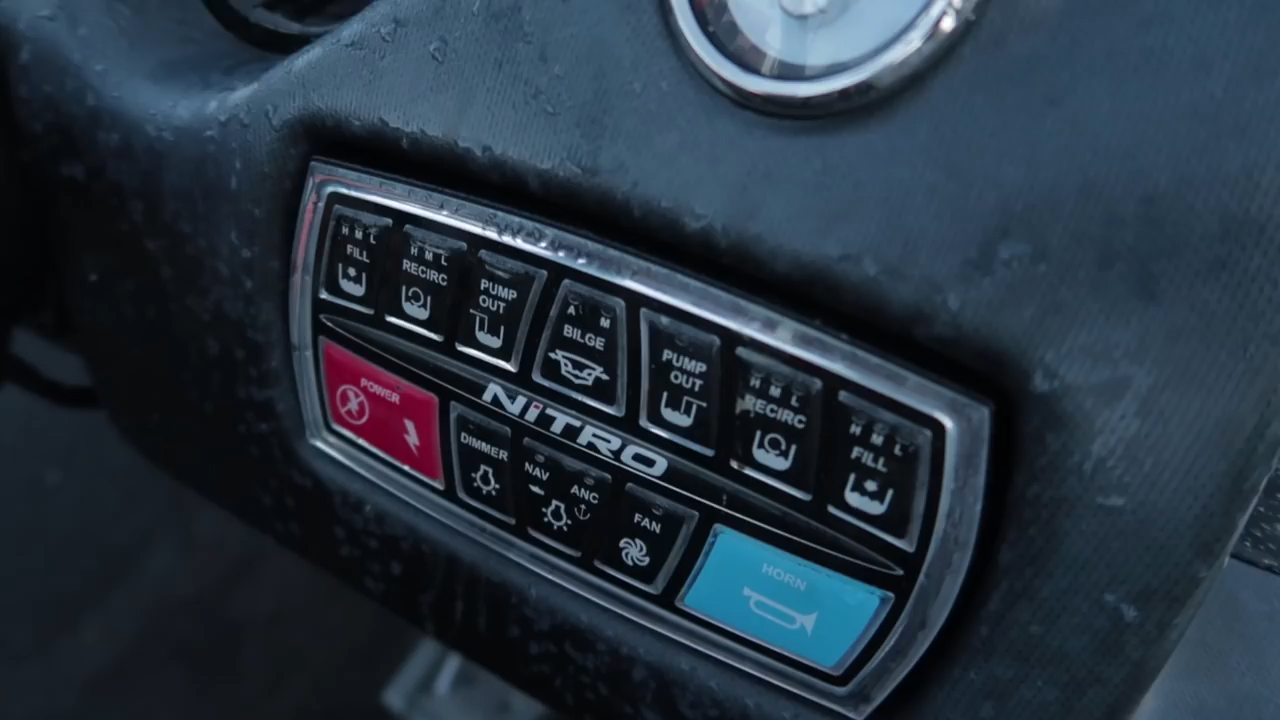 H M L
FILL
H M L
RECIRC
PUMP
OUT
A M
BILGE
PUMP
OUT
H M L
RECIRC
H M L
FILL
NITRO
POWER
DIMMER
NAV
ANC
FAN
HORN